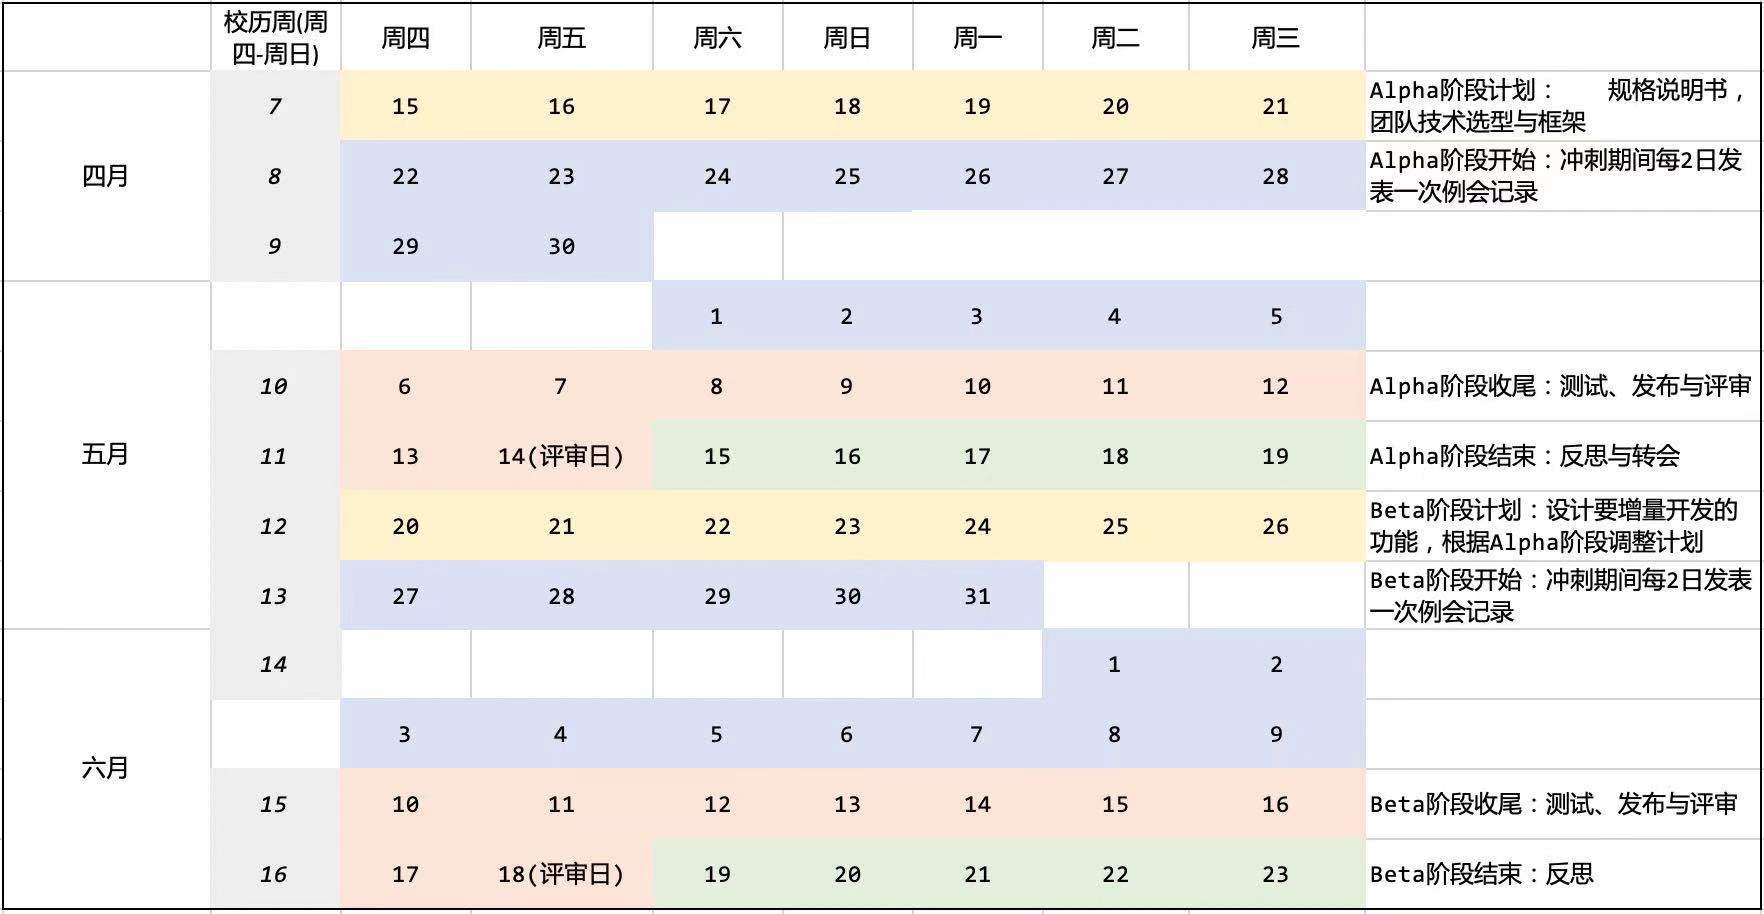 校历周(周
四-周日)
周四 周五 周六 周日 周一 周二 周三
四月
7 15 16 17 18 19 20 21 Alpha阶段计划： 规格说明书，
团队技术选型与框架
8 22 23 24 25 26 27 28 Alpha阶段开始：冲刺期间每2日发
表一次例会记录
9 29 30
五月
1 2 3 4 5
10 6 7 8 9 10 11 12 Alpha阶段收尾：测试、发布与评审
11 13 14(评审日) 15 16 17 18 19 Alpha阶段结束：反思与转会
12 20 21 22 23 24 25 26 Beta阶段计划：设计要增量开发的
功能，根据Alpha阶段调整计划
13 27 28 29 30 31 Beta阶段开始：冲刺期间每2日发表
一次例会记录
六月
14 1 2
3 4 5 6 7 8 9
15 10 11 12 13 14 15 16 Beta阶段收尾：测试、发布与评审
16 17 18(评审日) 19 20 21 22 23 Beta阶段结束：反思